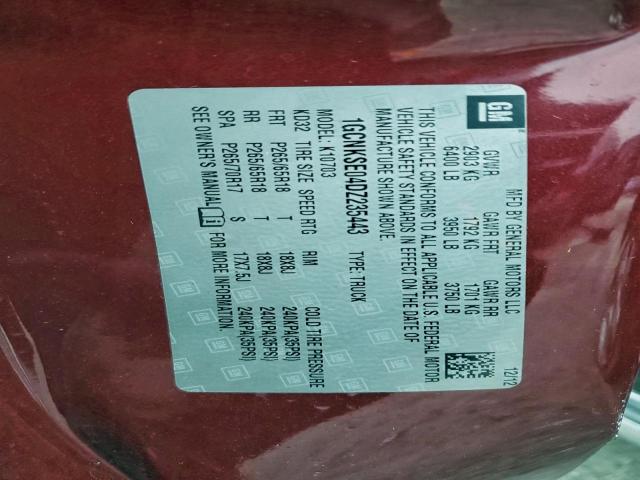 GM
MFD BY GENERAL MOTORS LLC 12/12
GVWR GAWR FRT GAWR RR
2903 KG 1792 KG 1701 KG
6400 LB 3950 LB 3750 LB
THIS VEHICLE CONFORMS TO ALL APPLICABLE U.S. FEDERAL MOTOR
VEHICLE SAFETY STANDARDS IN EFFECT ON THE DATE OF
MANUFACTURE SHOWN ABOVE.
1GCNKSE04DZ235443 TYPE: TRUCK
MODEL: K10703
KD32 TIRE SIZE SPEED RTG RIM COLD TIRE PRESSURE
FRT P265/65R18 T 18X8J 240KPA(35PSI)
RR P265/65R18 T 18X8J 240KPA(35PSI)
SPA P265/70R17 S 17X7.5J 240KPA(35PSI)
SEE OWNER'S MANUAL FOR MORE INFORMATION.